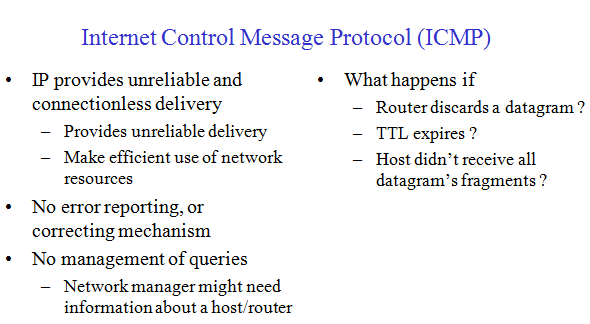 Internet Control Message Protocol (ICMP)
• IP provides unreliable and
connectionless delivery
– Provides unreliable delivery
– Make efficient use of network
resources
• No error reporting, or
correcting mechanism
• No management of queries
– Network manager might need
information about a host/router
• What happens if
– Router discards a datagram ?
– TTL expires ?
– Host didn’t receive all
datagram’s fragments ?